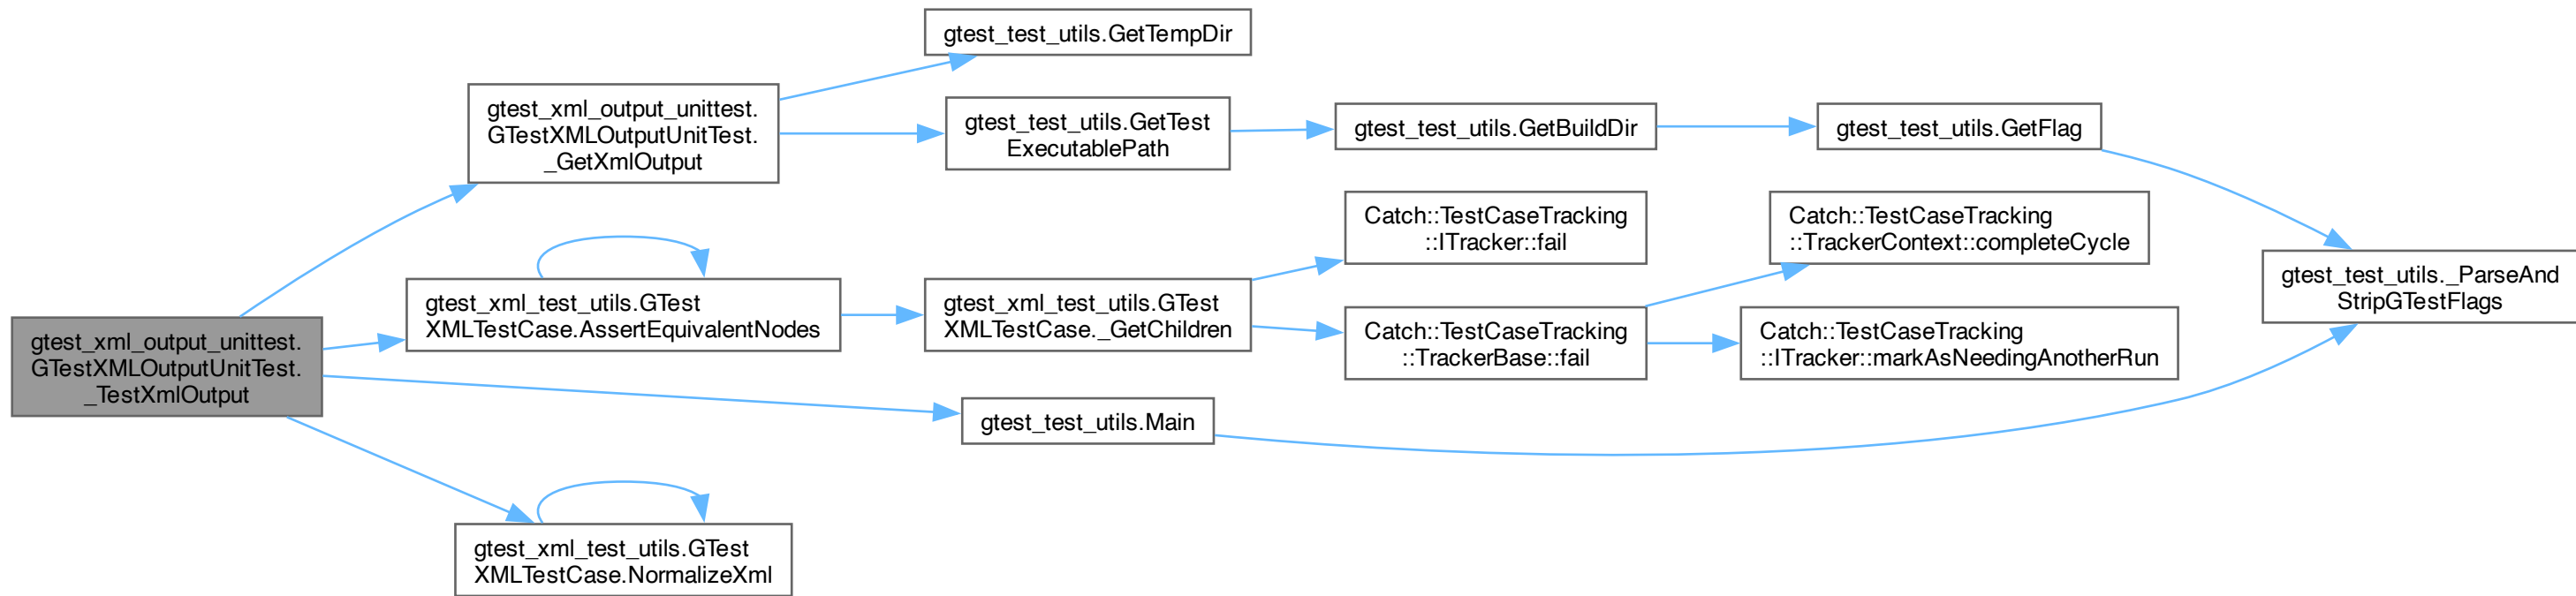 gtest_test_utils.GetTempDir
gtest_xml_output_unittest.
GTestXMLOutputUnitTest.
_GetXmlOutput
gtest_test_utils.GetTest
ExecutablePath
gtest_test_utils.GetBuildDir
gtest_test_utils.GetFlag
Catch::TestCaseTracking
::ITracker::fail
Catch::TestCaseTracking
::TrackerContext::completeCycle
gtest_test_utils._ParseAnd
StripGTestFlags
gtest_xml_test_utils.GTest
XMLTestCase.AssertEquivalentNodes
gtest_xml_test_utils.GTest
XMLTestCase._GetChildren
Catch::TestCaseTracking
::TrackerBase::fail
Catch::TestCaseTracking
::ITracker::markAsNeedingAnotherRun
gtest_xml_output_unittest.
GTestXMLOutputUnitTest.
_TestXmlOutput
gtest_test_utils.Main
gtest_xml_test_utils.GTest
XMLTestCase.NormalizeXml